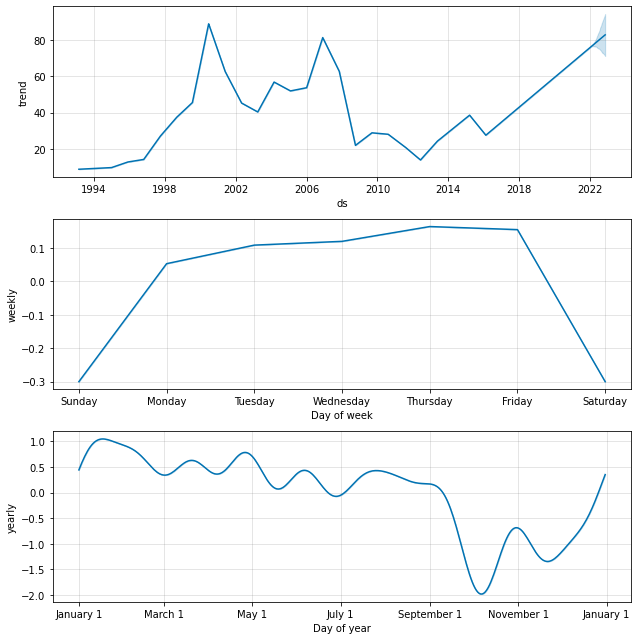 80
60
40
20
trend
1994 1998 2002 2006 2010 2014 2018 2022
ds
0.1
0.0
−0.1
−0.2
−0.3
weekly
Sunday Monday Tuesday Wednesday Thursday Friday Saturday
Day of week
1.0
0.5
0.0
−0.5
−1.0
−1.5
−2.0
yearly
January 1 March 1 May 1 July 1 September 1 November 1 January 1
Day of year